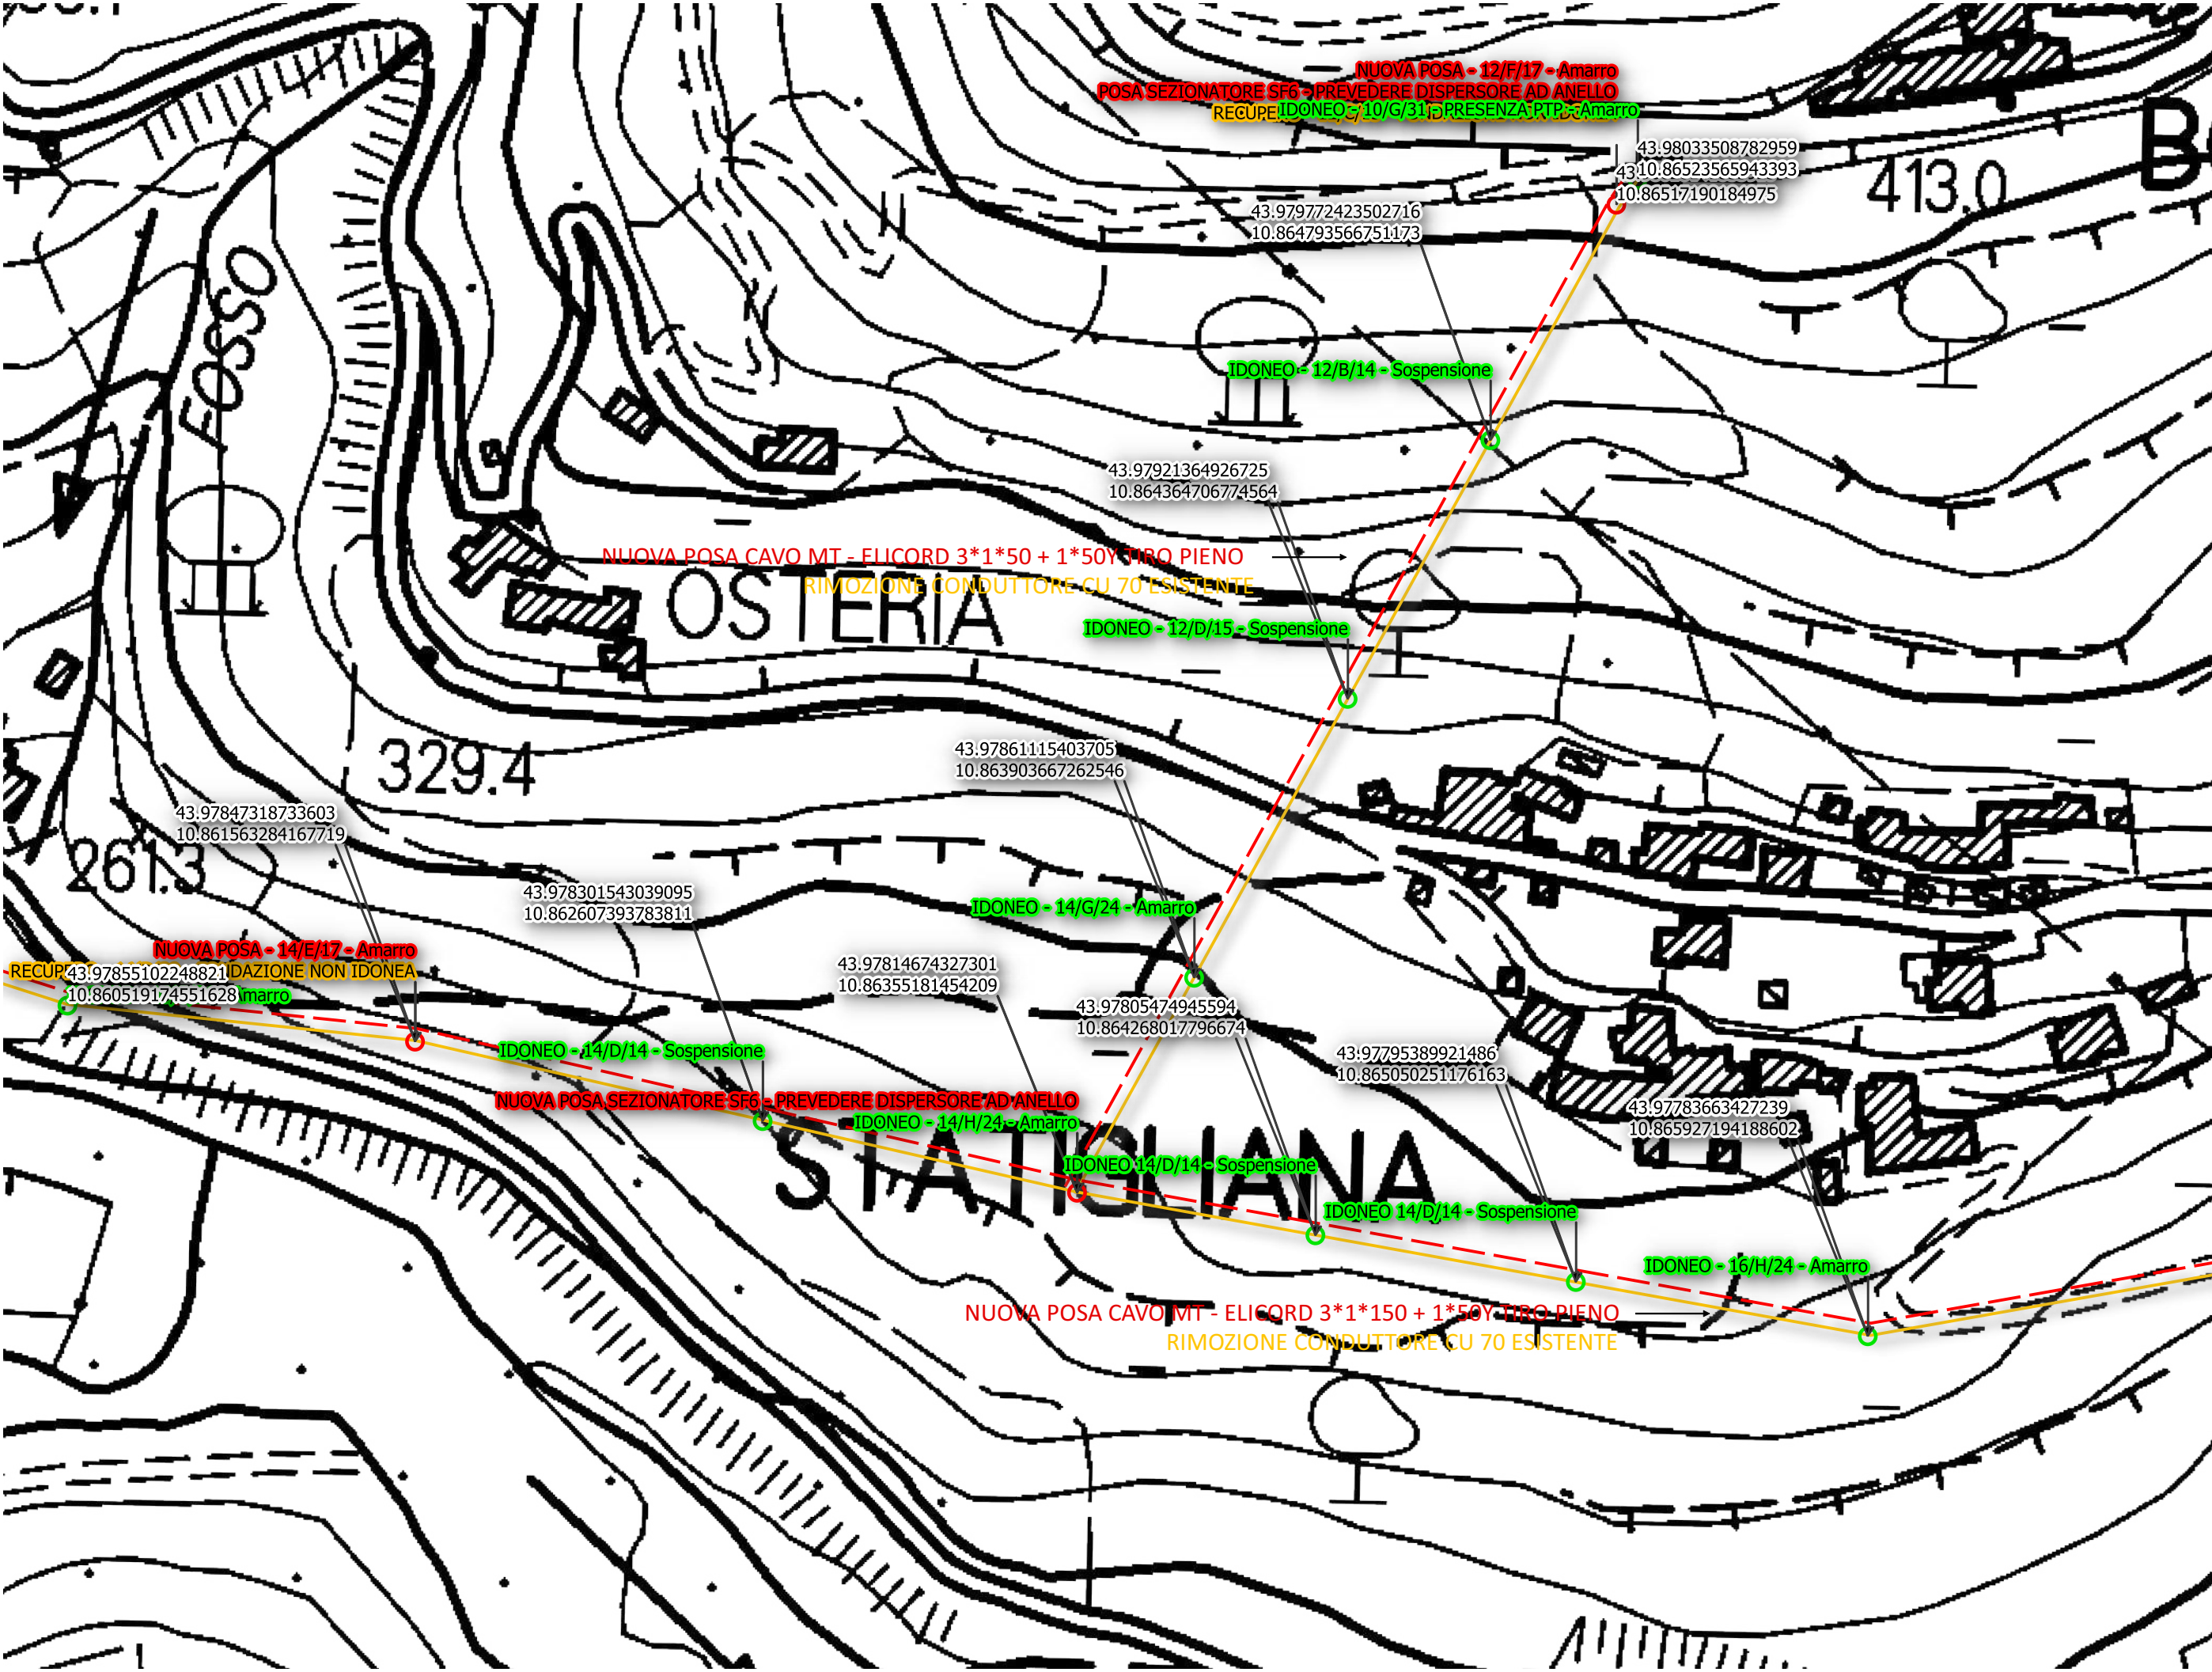 NUOVA POSA - 12/F/17 - Amarro
POSA SEZIONATORE SF6 - PREVEDERE DISPERSORE AD ANELLO
IDONEO - 10/G/31 - PRESENZA PTP - Amarro
43.98033508782959
10.86523565943393
10.86517190184975
413.0
43.979772423502716
10.864793566751173
FOSSO
IDONEO - 12/B/14 - Sospensione
43.97921364926725
10.864364706774564
NUOVA POSA CAVO MT - ELICORD 3*1*50 + 1*50Y TIRO PIENO
RIMOZIONE CONDUTTORE CU 70 ESISTENTE
OSTERIA
IDONEO - 12/D/15 - Sospensione
329.4
43.97861115403705
10.863903667262546
43.97847318733603
10.861563284167719
261.3
43.978301543039095
10.862607393783811
IDONEO - 14/G/24 - Amarro
NUOVA POSA - 14/E/17 - Amarro
NDAZIONE NON IDONEA
43.97855102248821
10.860519174551628
43.97814674327301
10.86355181454209
43.97805474945594
10.864268017796674
IDONEO - 14/D/14 - Sospensione
43.97795389921486
10.865050251176163
NUOVA POSA SEZIONATORE SF6 - PREVEDERE DISPERSORE AD ANELLO
IDONEO - 14/H/24 - Amarro
43.97783663427239
10.865927194188602
STATIGLIANA
IDONEO 14/D/14 - Sospensione
IDONEO 14/D/14 - Sospensione
IDONEO - 16/H/24 - Amarro
NUOVA POSA CAVO MT - ELICORD 3*1*150 + 1*50Y TIRO PIENO
RIMOZIONE CONDUTTORE CU 70 ESISTENTE